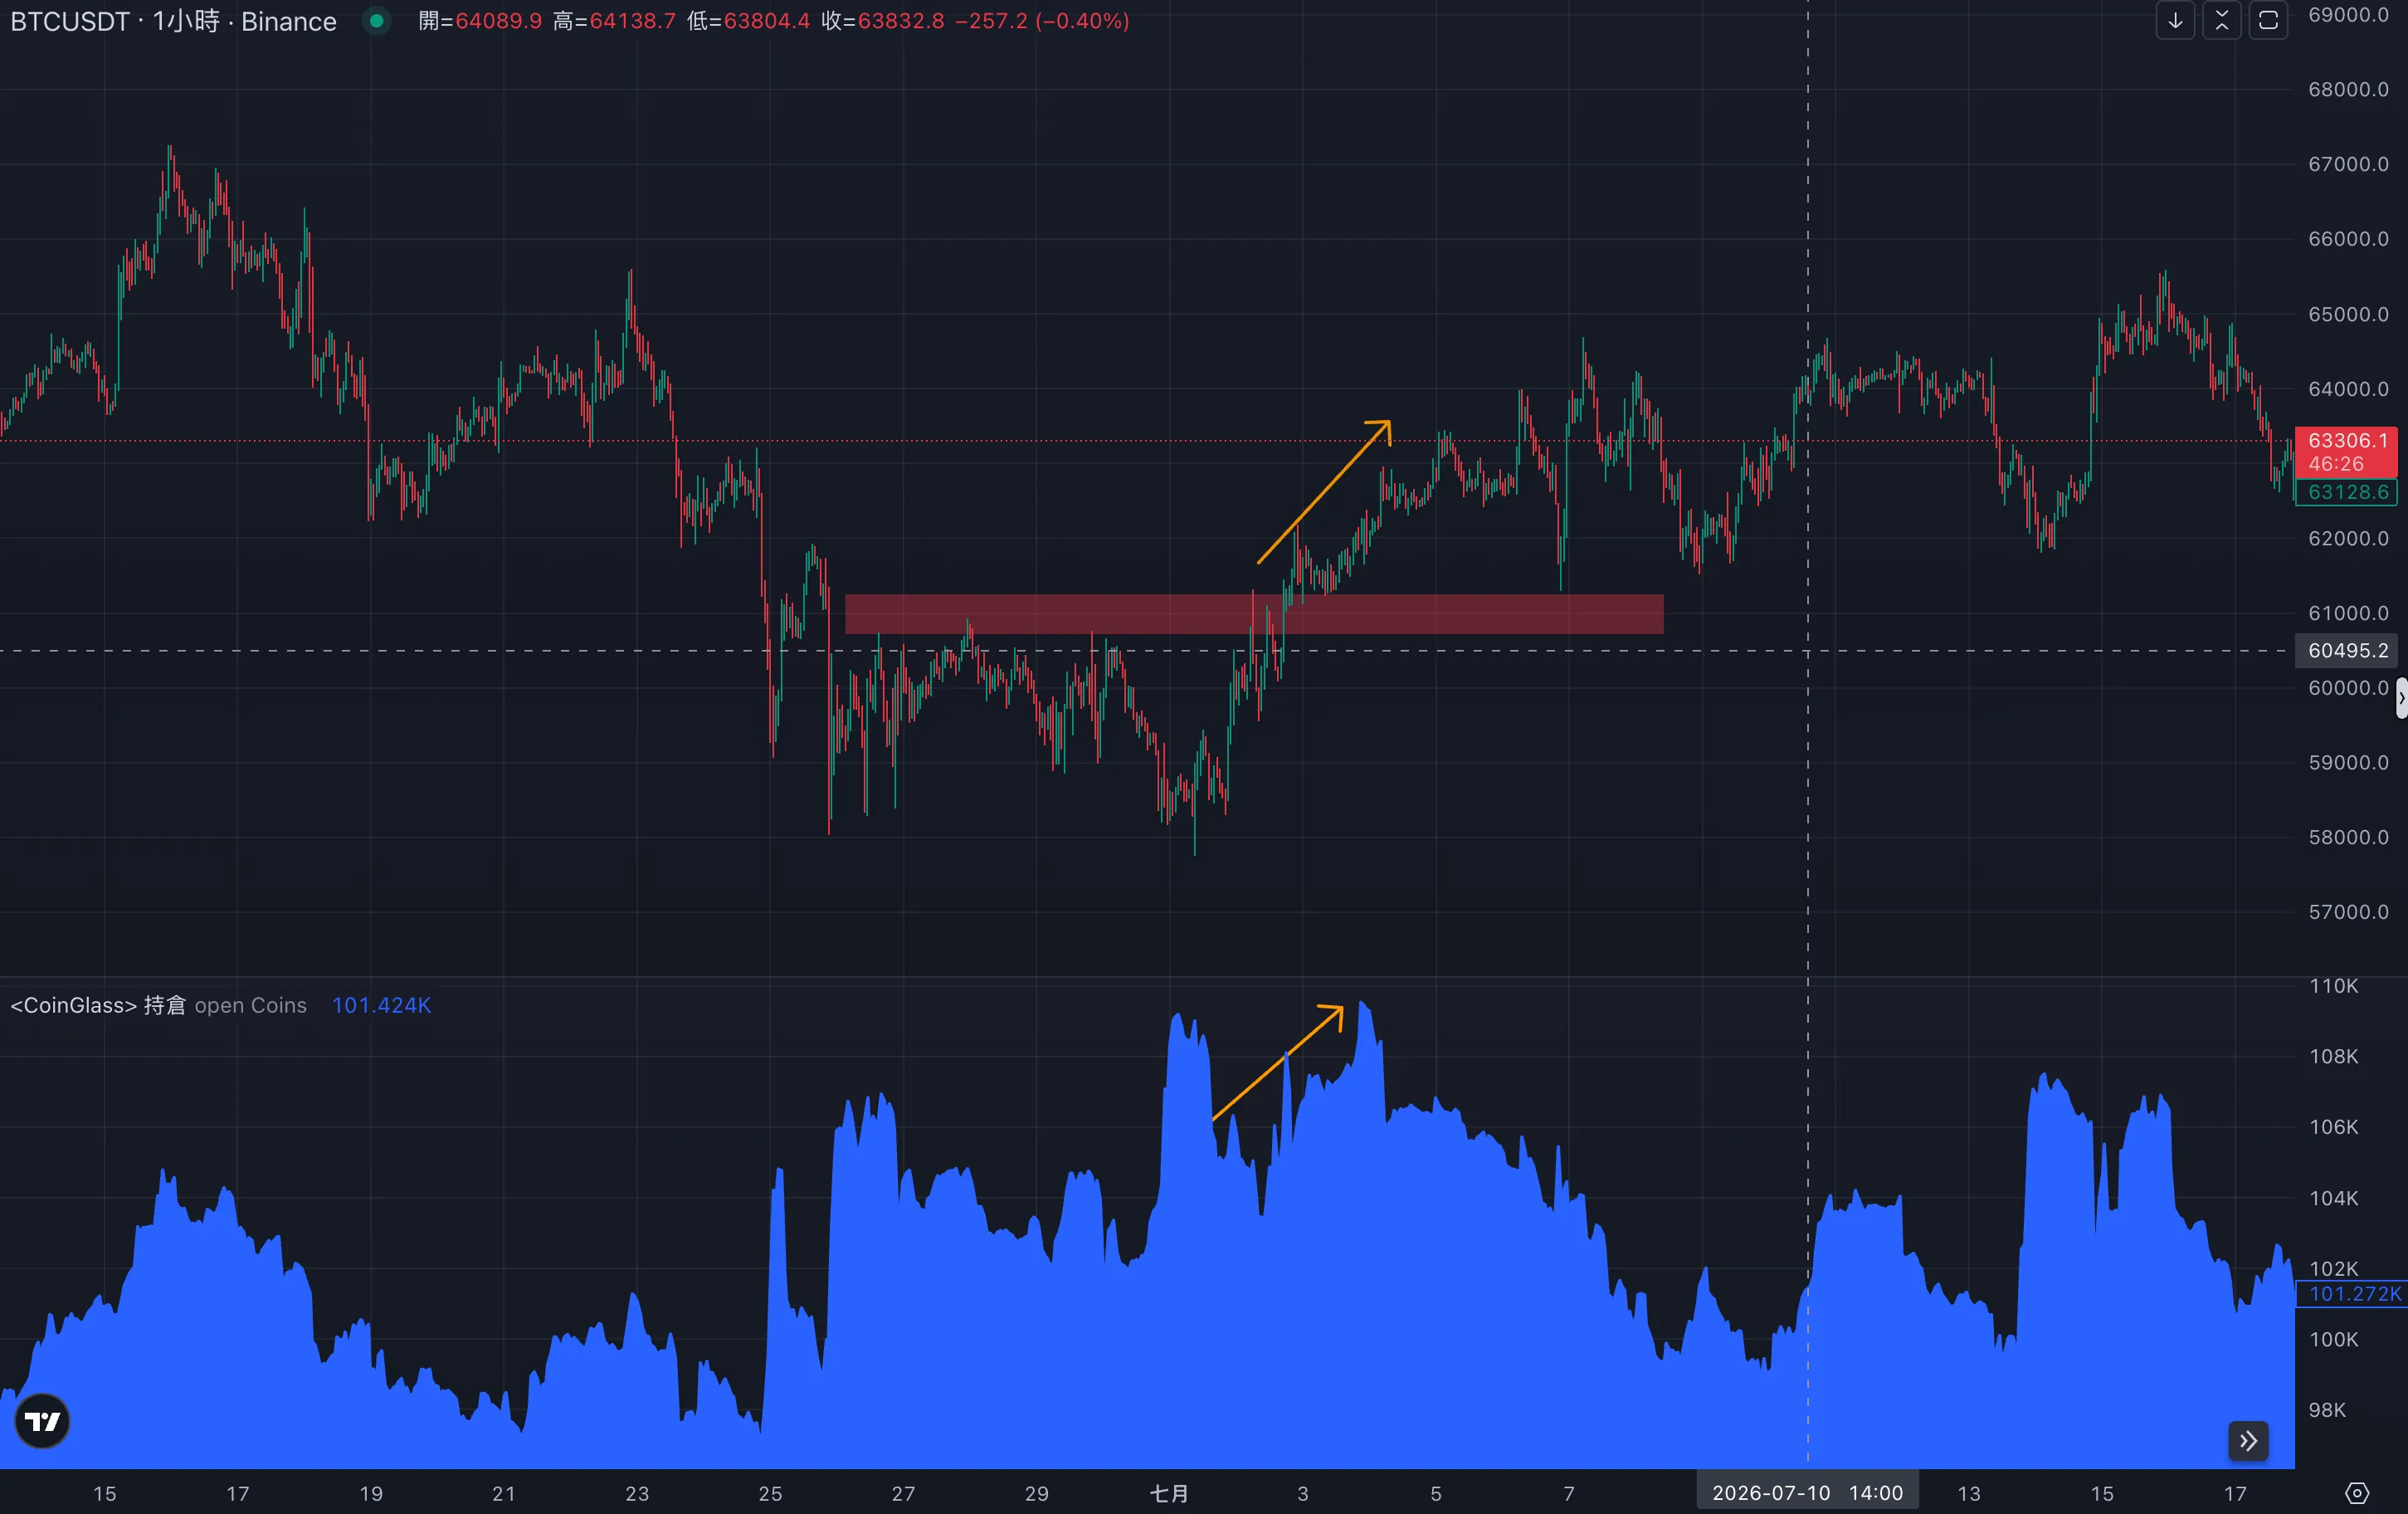 BTCUSDT · 1小時 · Binance 開=64089.9 高=64138.7 低=63804.4 收=63832.8 −257.2 (−0.40%)
69000.0
68000.0
67000.0
66000.0
65000.0
64000.0
63306.1
46:26
63128.6
62000.0
61000.0
60495.2
60000.0
59000.0
58000.0
57000.0
<CoinGlass> 持倉 open Coins 101.424K
110K
108K
106K
104K
102K
101.272K
100K
98K
15 17 19 21 23 25 27 29 七月 3 5 7 2026-07-10 14:00 13 15 17